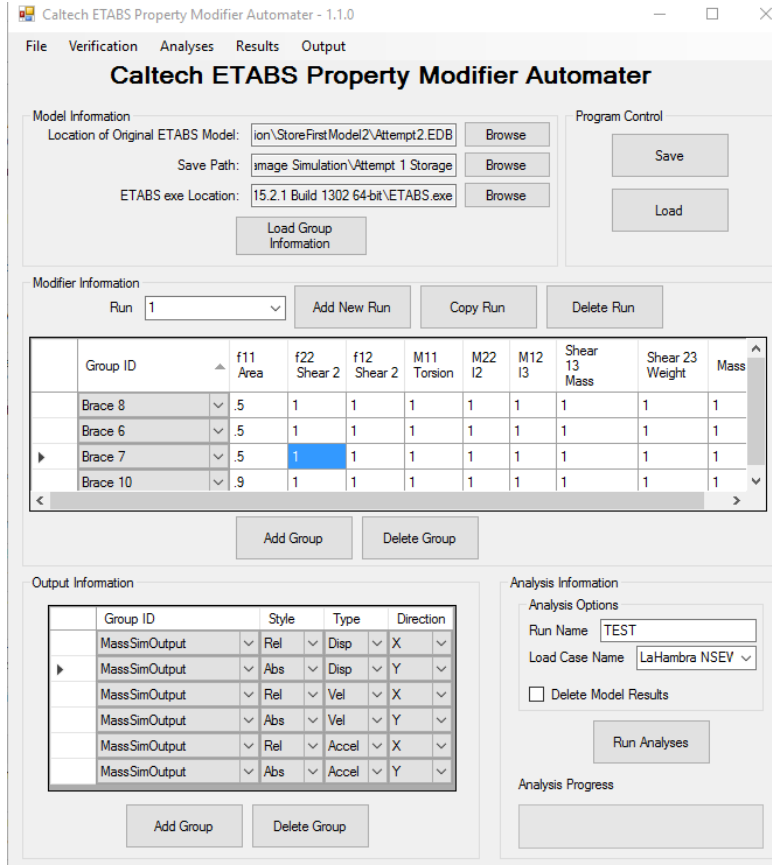 Caltech ETABS Property Modifier Automater - 1.1.0
File Verification Analyses Results Output
Caltech ETABS Property Modifier Automater
Model Information
Location of Original ETABS Model: ion\StoreFirstModel2\Attempt2.EDB Browse
Save Path: amage Simulation\Attempt 1 Storage Browse
ETABS exe Location: 15.2.1 Build 1302 64-bit\ETABS.exe Browse
Load Group
Information
Program Control
Save
Load
Modifier Information
Run 1 Add New Run Copy Run Delete Run
Group ID f11 Area f22 Shear 2 f12 Shear 2 M11 Torsion M22 I2 M12 I3 Shear 13 Mass Shear 23 Weight Mass
Brace 8 .5 1 1 1 1 1 1 1 1
Brace 6 .5 1 1 1 1 1 1 1 1
Brace 7 .5 1 1 1 1 1 1 1 1
Brace 10 .9 1 1 1 1 1 1 1 1
Add Group Delete Group
Output Information
Group ID Style Type Direction
MassSimOutput Rel Disp X
MassSimOutput Abs Disp Y
MassSimOutput Rel Vel X
MassSimOutput Abs Vel Y
MassSimOutput Rel Accel X
MassSimOutput Abs Accel Y
Add Group Delete Group
Analysis Information
Analysis Options
Run Name TEST
Load Case Name LaHambra NSEW
Delete Model Results
Run Analyses
Analysis Progress